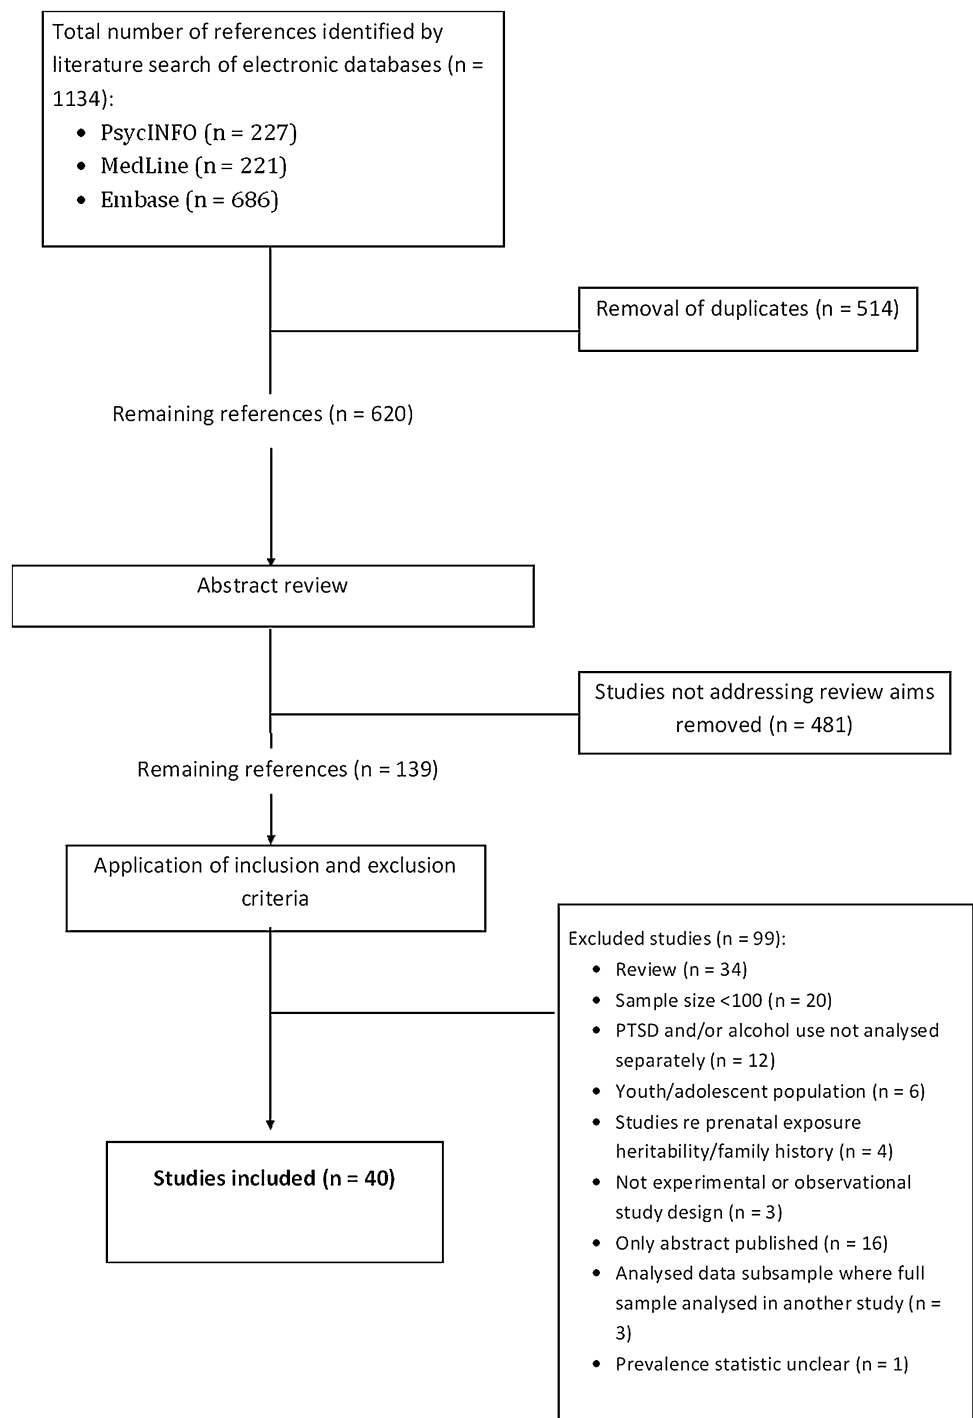 Total number of references identified by
literature search of electronic databases (n =
1134):
• PsycINFO (n = 227)
• MedLine (n = 221)
• Embase (n = 686)
Removal of duplicates (n = 514)
Remaining references (n = 620)
Abstract review
Studies not addressing review aims
removed (n = 481)
Remaining references (n = 139)
Application of inclusion and exclusion
criteria
Excluded studies (n = 99):
• Review (n = 34)
• Sample size <100 (n = 20)
• PTSD and/or alcohol use not analysed
separately (n = 12)
• Youth/adolescent population (n = 6)
• Studies re prenatal exposure
heritability/family history (n = 4)
• Not experimental or observational
study design (n = 3)
• Only abstract published (n = 16)
• Analysed data subsample where full
sample analysed in another study (n =
3)
• Prevalence statistic unclear (n = 1)
Studies included (n = 40)